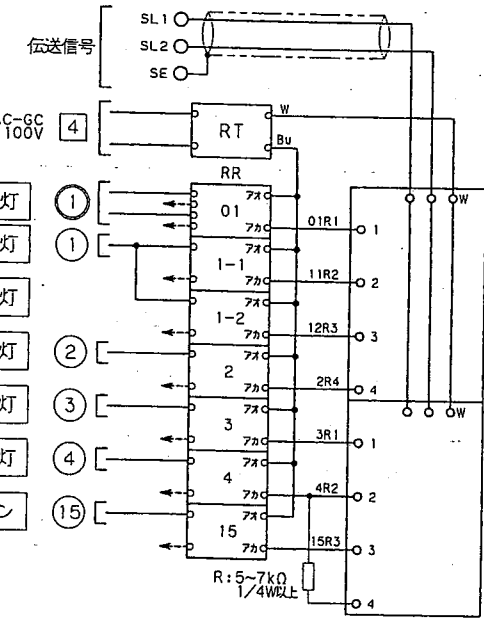 伝送信号
SL1
SL2
SE
C-GC
100V
4
RT
W
Bu
RR
灯 1 01 アオ アカ 01R1 1
灯 1 1-1 アオ アカ 11R2 2
灯 1-2 アオ アカ 12R3 3
灯 2 2 アオ アカ 2R4 4
灯 3 3 アオ アカ 3R1 1
灯 4 4 アオ アカ 4R2 2
ン 15 15 アオ アカ 15R3 3
W
W
R:5~7kΩ
1/4W以上
4